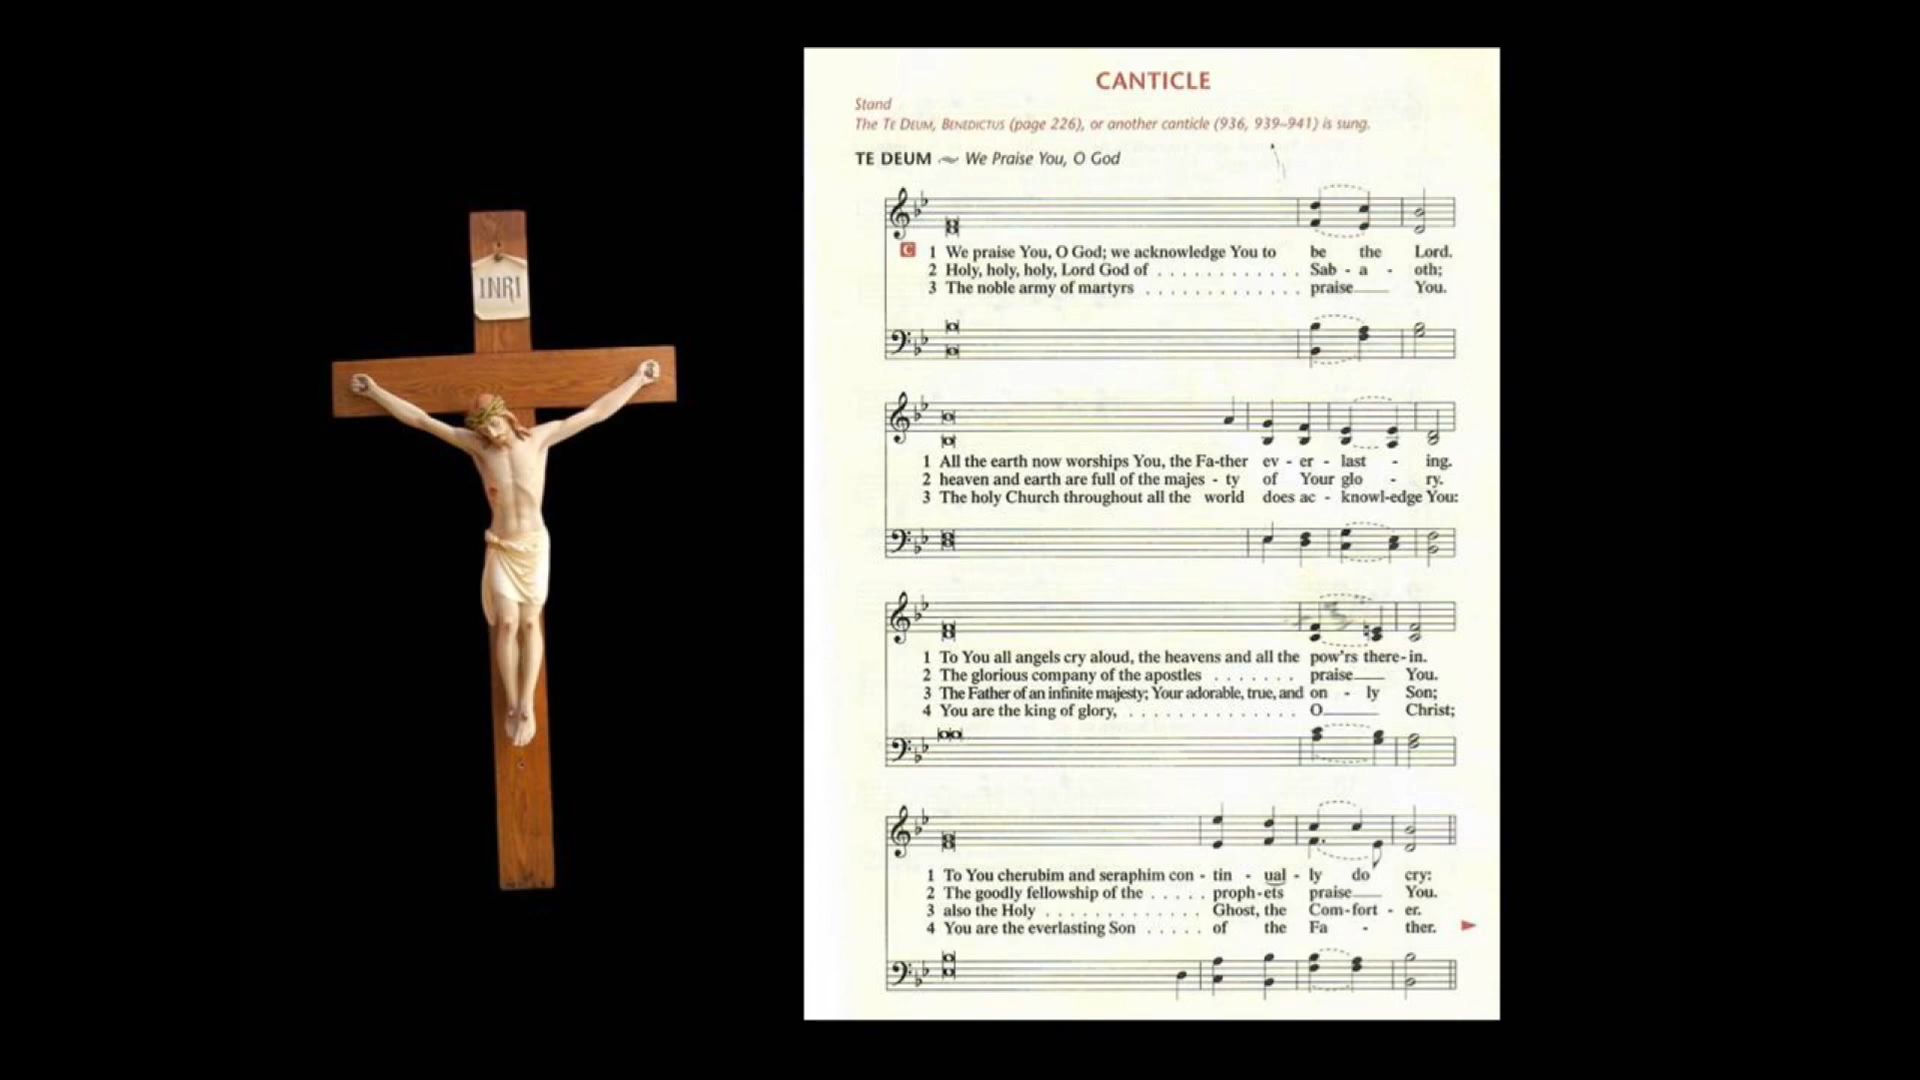 INRI
CANTICLE
Stand
The TE DEUM, BENEDICTUS (page 226), or another canticle (936, 939–941) is sung.
TE DEUM ~ We Praise You, O God
C 1 We praise You, O God; we acknowledge You to be the Lord.
2 Holy, holy, holy, Lord God of . . . . . . . . . . . . Sab - a - oth;
3 The noble army of martyrs . . . . . . . . . . . . . praise___ You.
1 All the earth now worships You, the Fa-ther ev - er - last - ing.
2 heaven and earth are full of the majes - ty of Your glo - ry.
3 The holy Church throughout all the world does ac - knowl-edge You:
1 To You all angels cry aloud, the heavens and all the pow'rs there-in.
2 The glorious company of the apostles . . . . . . . praise___ You.
3 The Father of an infinite majesty; Your adorable, true, and on - ly Son;
4 You are the king of glory, . . . . . . . . . . . . . . O_____ Christ;
1 To You cherubim and seraphim con - tin - ual - ly do cry:
2 The goodly fellowship of the . . . . . proph-ets praise___ You.
3 also the Holy . . . . . . . . . . . . . Ghost, the Com-fort - er.
4 You are the everlasting Son . . . . . of the Fa - ther.